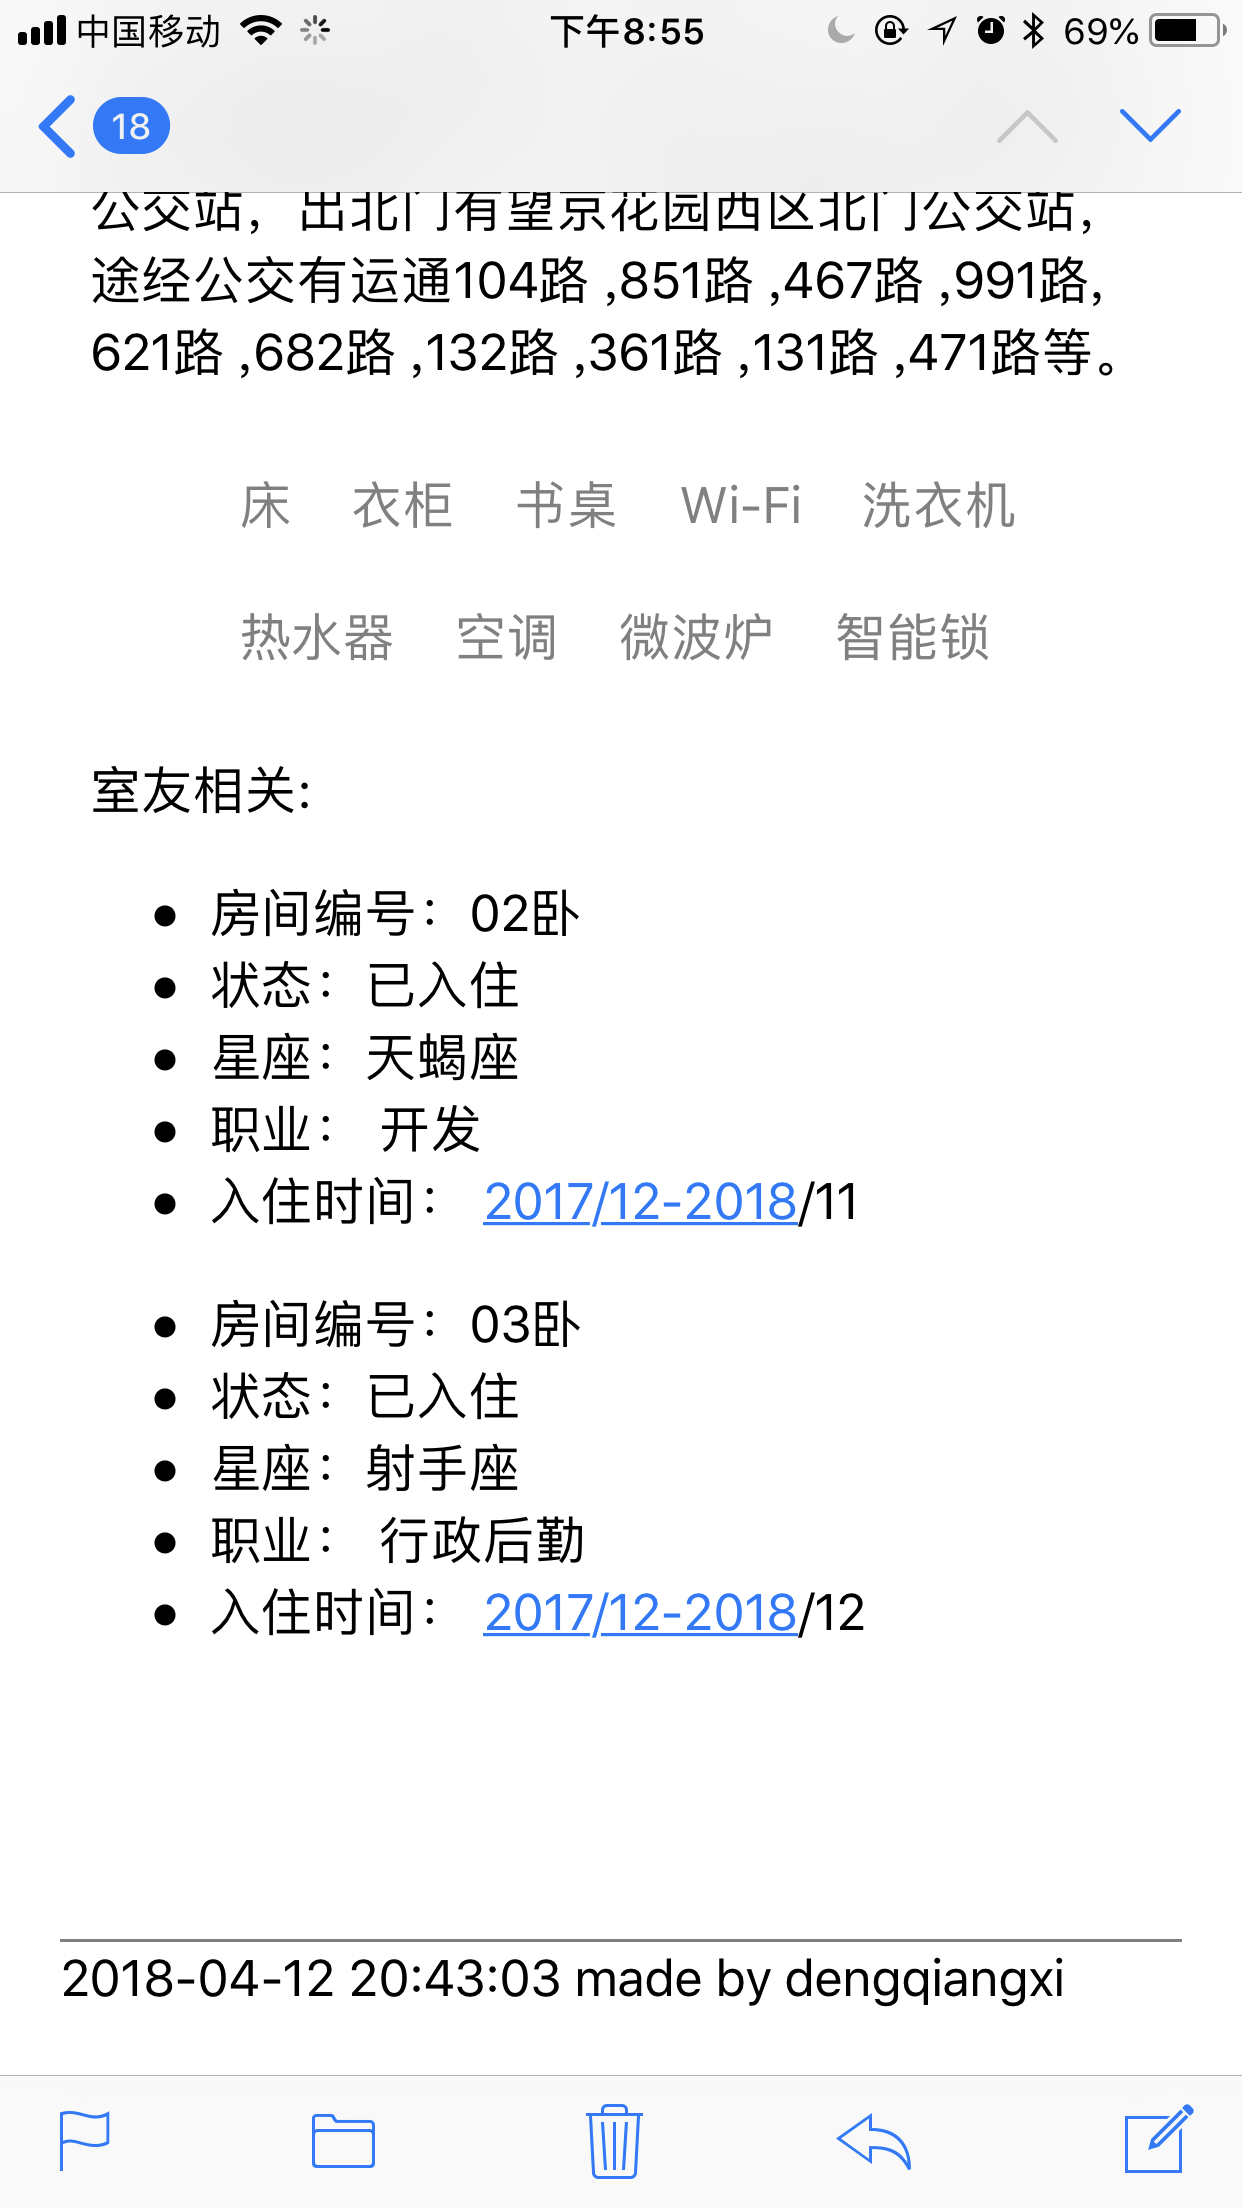 中国移动 下午8:55 69%
18
公交站，出北门有望京花园西区北门公交站，
途经公交有运通104路 ,851路 ,467路 ,991路,
621路 ,682路 ,132路 ,361路 ,131路 ,471路等。
床 衣柜 书桌 Wi-Fi 洗衣机
热水器 空调 微波炉 智能锁
室友相关:
● 房间编号：02卧
● 状态：已入住
● 星座：天蝎座
● 职业： 开发
● 入住时间： 2017/12-2018/11
● 房间编号：03卧
● 状态：已入住
● 星座：射手座
● 职业： 行政后勤
● 入住时间： 2017/12-2018/12
2018-04-12 20:43:03 made by dengqiangxi